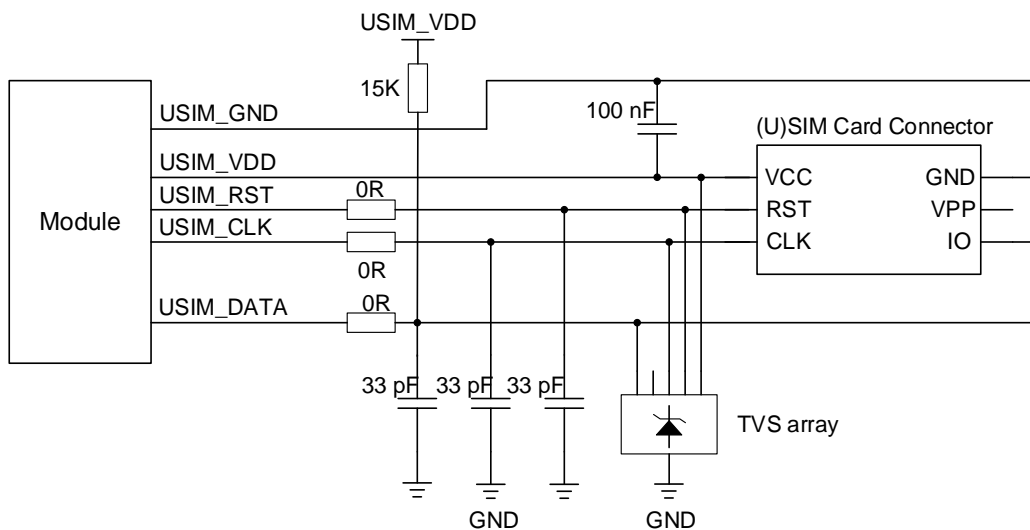 USIM_VDD
15K
100 nF
(U)SIM Card Connector
USIM_GND
USIM_VDD
VCC
GND
USIM_RST
0R
RST
VPP
Module
USIM_CLK
CLK
IO
0R
USIM_DATA
0R
33 pF
33 pF
33 pF
TVS array
GND
GND